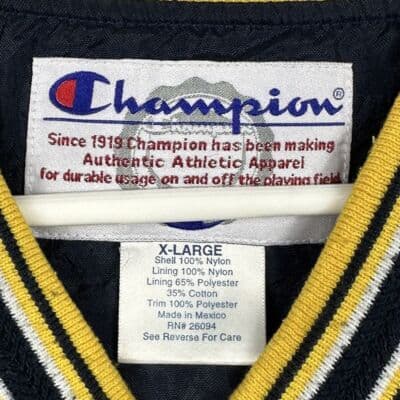 Champion®
Since 1919 Champion has been making
Authentic Athletic Apparel
for durable usage on and off the playing field
X-LARGE
Shell 100% Nylon
Lining 100% Nylon
Lining 65% Polyester
35% Cotton
Trim 100% Polyester
Made in Mexico
RN# 26094
See Reverse For Care